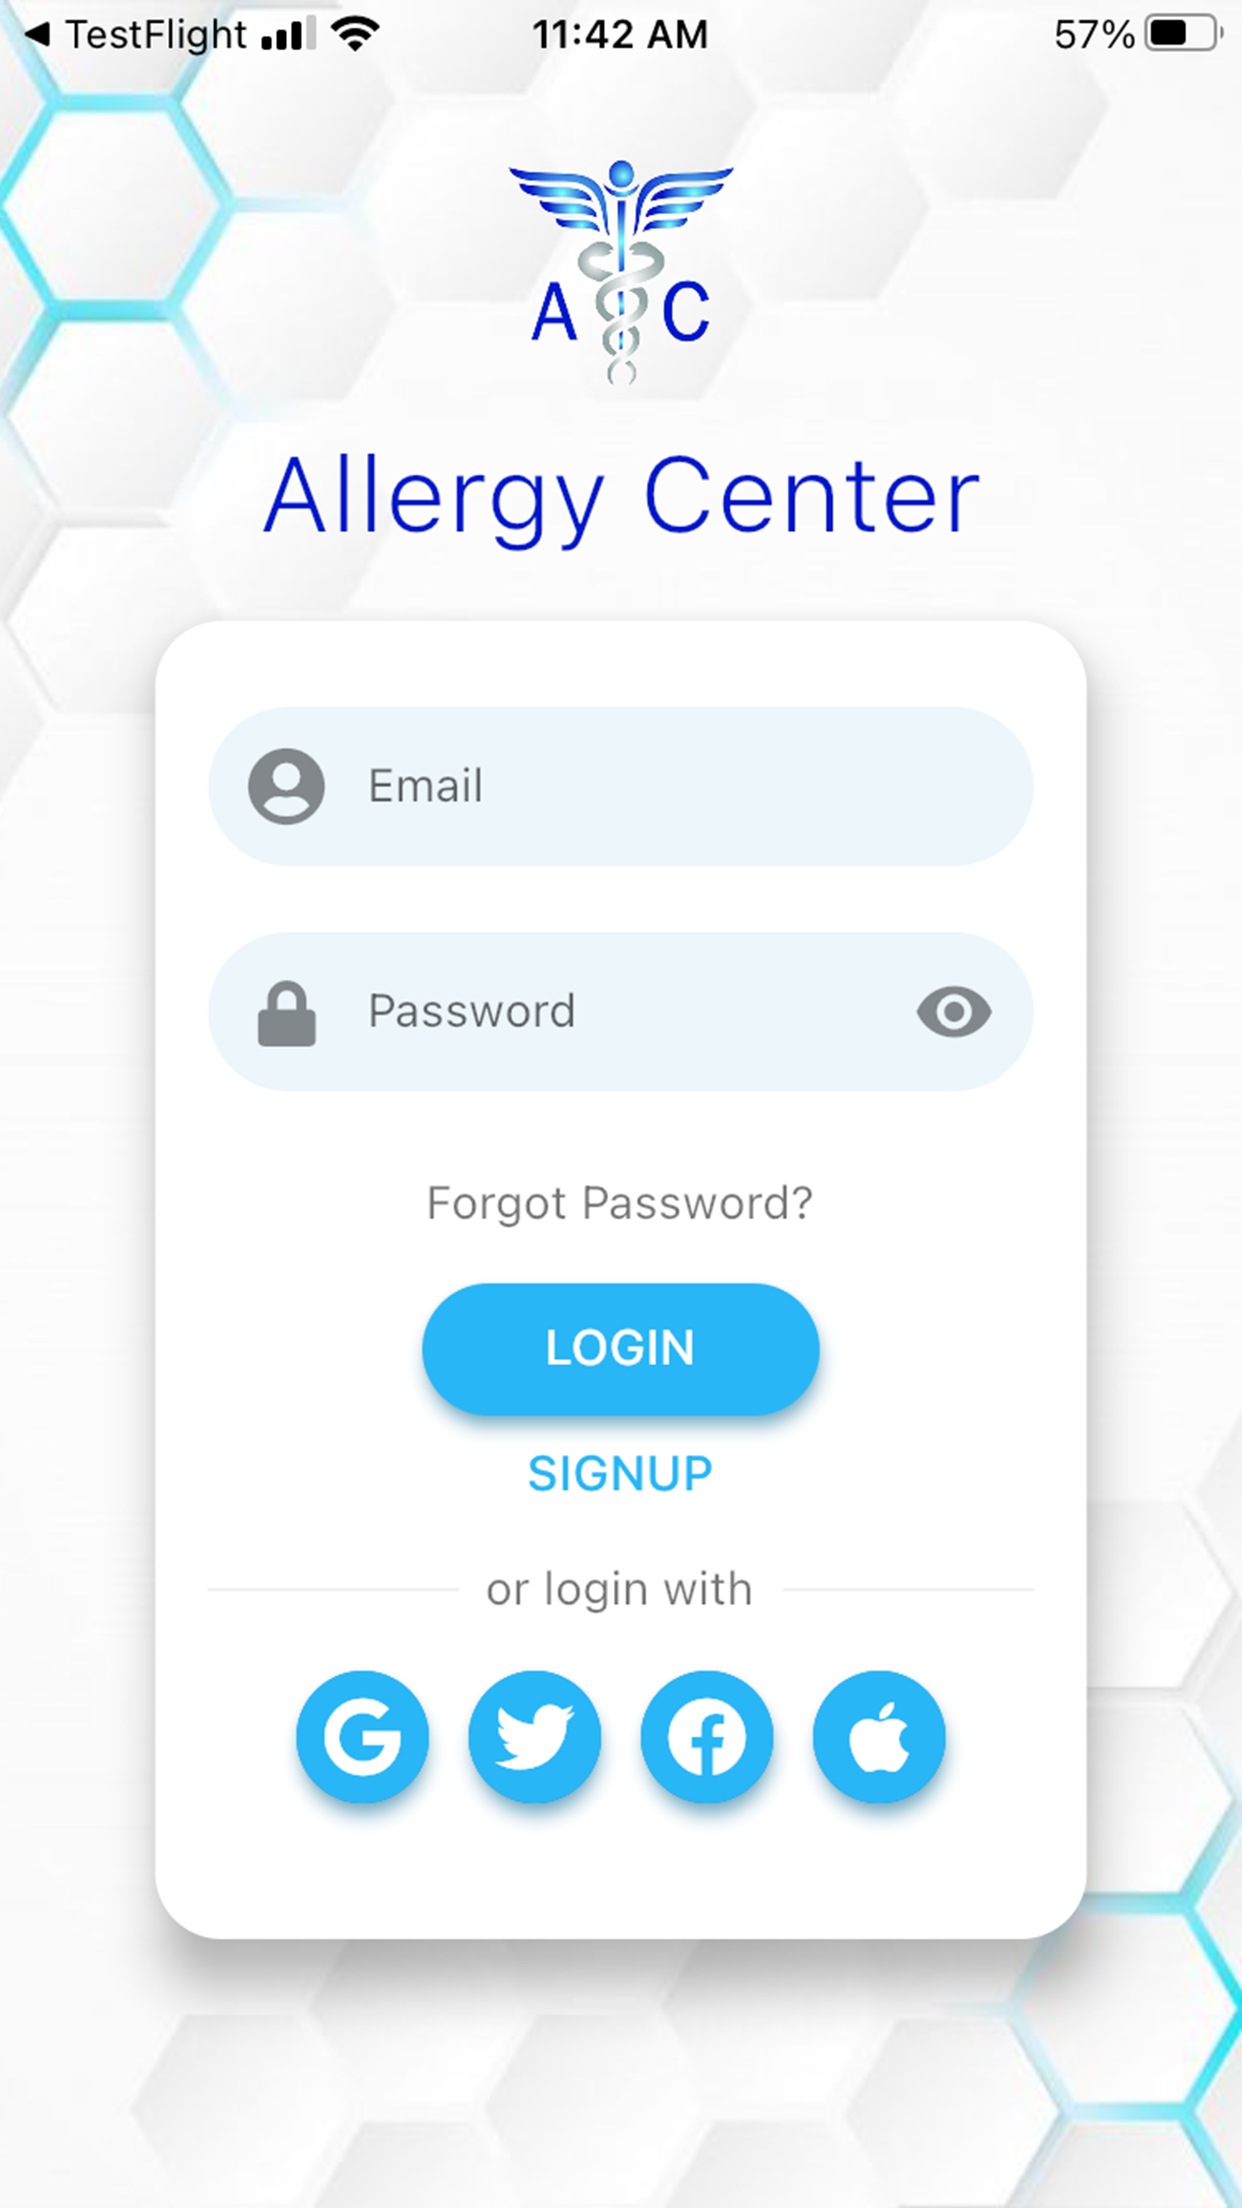 TestFlight
11:42 AM
57%
A C
Allergy Center
Email
Password
Forgot Password?
LOGIN
SIGNUP
or login with